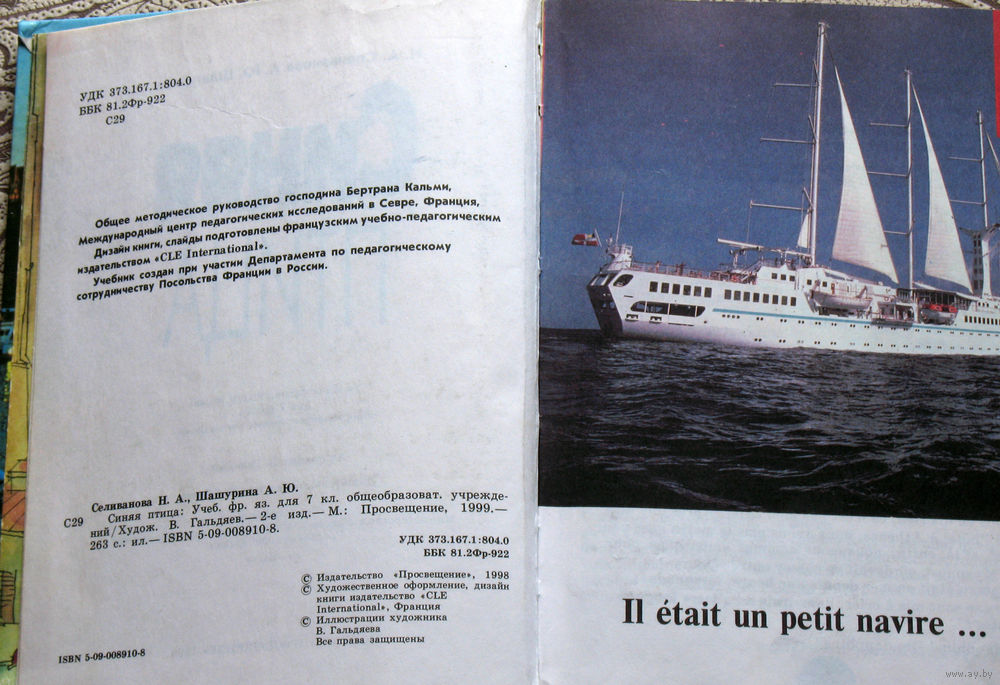 УДК 373.167.1:804.0
ББК 81.2Фр-922
С29
Общее методическое руководство господина Бертрана Кальми,
Международный центр педагогических исследований в Севре, Франция,
Дизайн книги, слайды подготовлены французским учебно-педагогическим
издательством «CLE International».
Учебник создан при участии Департамента по педагогическому
сотрудничеству Посольства Франции в России.
Селиванова Н. А., Шашурина А. Ю.
С29 Синяя птица: Учеб. фр. яз. для 7 кл. общеобразоват. учрежде-
ний/Худож. В. Гальдяев.— 2-е изд.— М.: Просвещение, 1999.—
263 с.: ил.— ISBN 5-09-008910-8.
УДК 373.167.1:804.0
ББК 81.2Фр-922
© Издательство «Просвещение», 1998
© Художественное оформление, дизайн
книги издательство «CLE
International», Франция
© Иллюстрации художника
В. Гальдяева
Все права защищены
ISBN 5-09-008910-8
Il était un petit navire ...
www.ay.by